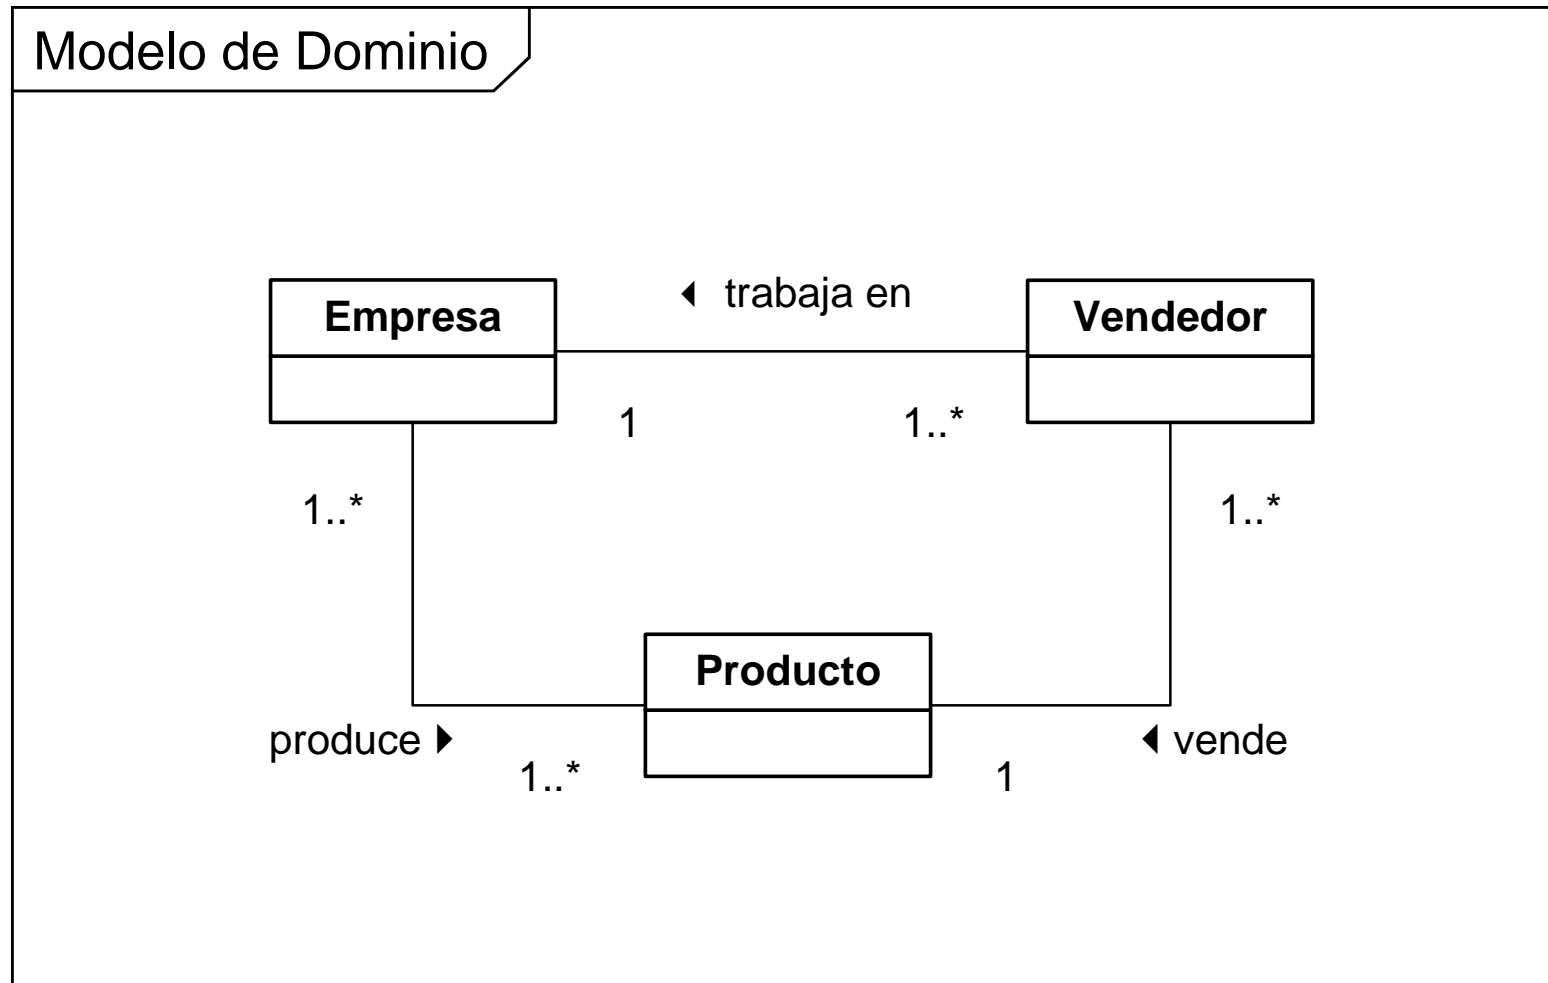 Modelo de Dominio
◀ trabaja en
Empresa
Vendedor
1
1..*
1..*
1..*
Producto
produce ▶
◀ vende
1..*
1